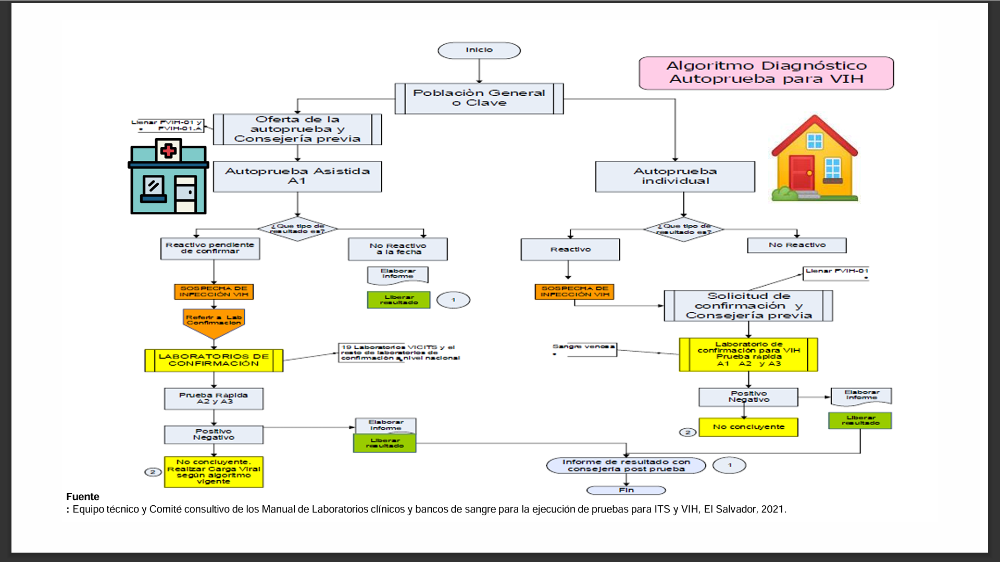 Inicio
Algoritmo Diagnóstico
Autoprueba para VIH
Poblaciòn General
o Clave
Llenar FVIH-01 y
FVIH-01.A
Oferta de la
autoprueba y
Consejería previa
Autoprueba Asistida
A1
Autoprueba
individual
¿Que tipo de
resultado es?
¿Que tipo de
resultado es?
Reactivo pendiente
de confirmar
No Reactivo
a la fecha
Reactivo
No Reactivo
Elaborar
Informe
Liberar
resultado
1
Llenar FVIH-01
SOSPECHA DE
INFECCIÓN VIH
SOSPECHA DE
INFECCIÓN VIH
Solicitud de
confirmación y
Consejería previa
Referir a Lab
Confirmacion
LABORATORIOS DE
CONFIRMACIÓN
19 Laboratorios VICITS y el
resto de laboratorios de
confirmación a nivel nacional
Sangre venosa
Laboratorio de
confirmación para VIH
Prueba rápida
A1 A2 y A3
Prueba Rápida
A2 y A3
Positivo
Negativo
Elaborar
Informe
Liberar
resultado
No concluyente
2
Positivo
Negativo
Elaborar
Informe
Liberar
resultado
No concluyente.
Realizar Carga Viral
según algoritmo
vigente
2
Informe de resultado con
consejería post prueba
1
Fin
Fuente
: Equipo técnico y Comité consultivo de los Manual de Laboratorios clínicos y bancos de sangre para la ejecución de pruebas para ITS y VIH, El Salvador, 2021.